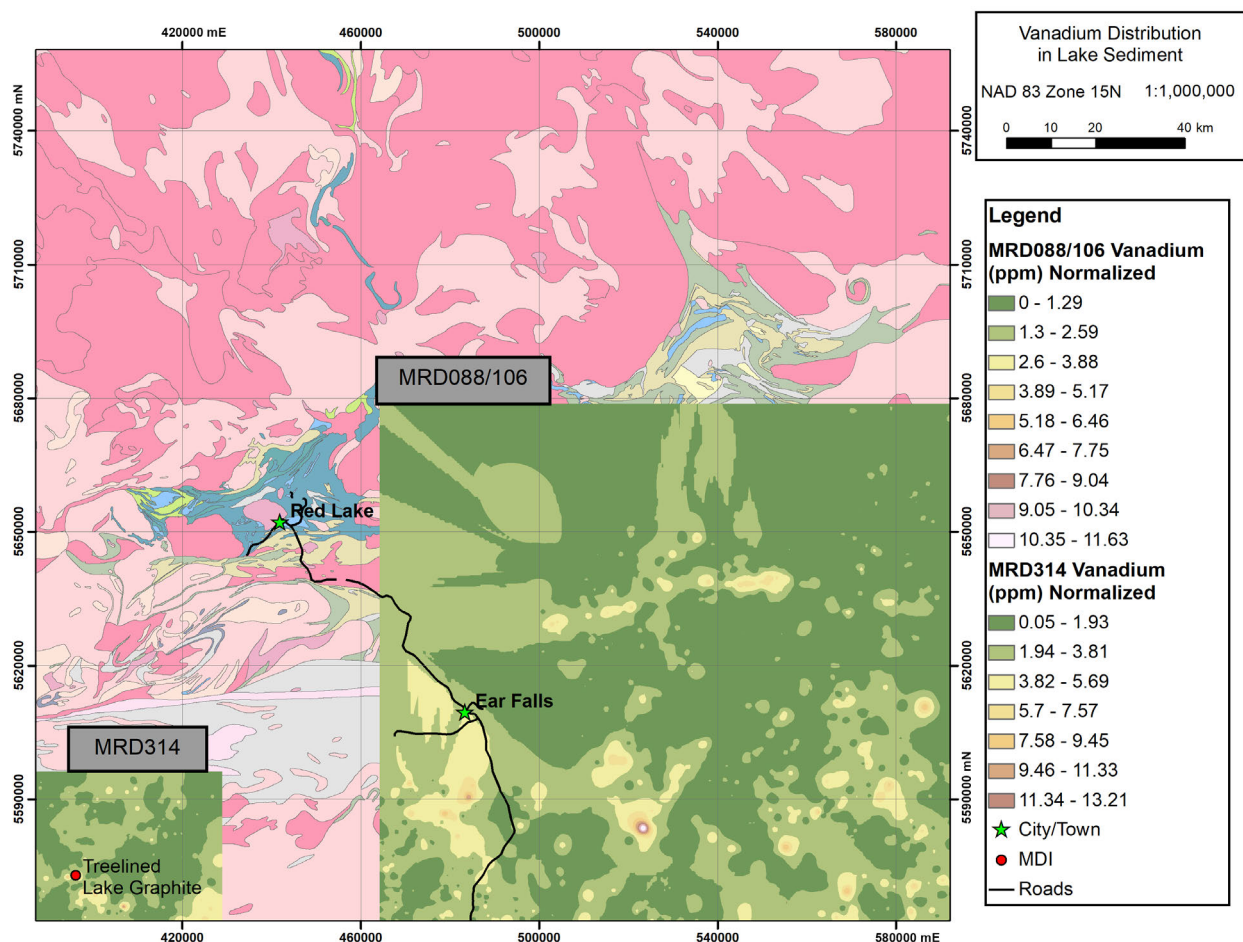 420000 mE
460000
500000
540000
580000
Vanadium Distribution
in Lake Sediment
NAD 83 Zone 15N 1:1,000,000
0 10 20 40 km
5740000 mN
5710000
5680000
5650000
5620000
5590000
5740000
5710000
5680000
5650000
5620000
5590000 mN
MRD088/106
Red Lake
Ear Falls
MRD314
Treelined
Lake Graphite
Legend
MRD088/106 Vanadium
(ppm) Normalized
0 - 1.29
1.3 - 2.59
2.6 - 3.88
3.89 - 5.17
5.18 - 6.46
6.47 - 7.75
7.76 - 9.04
9.05 - 10.34
10.35 - 11.63
MRD314 Vanadium
(ppm) Normalized
0.05 - 1.93
1.94 - 3.81
3.82 - 5.69
5.7 - 7.57
7.58 - 9.45
9.46 - 11.33
11.34 - 13.21
City/Town
MDI
Roads
420000
460000
500000
540000
580000 mE